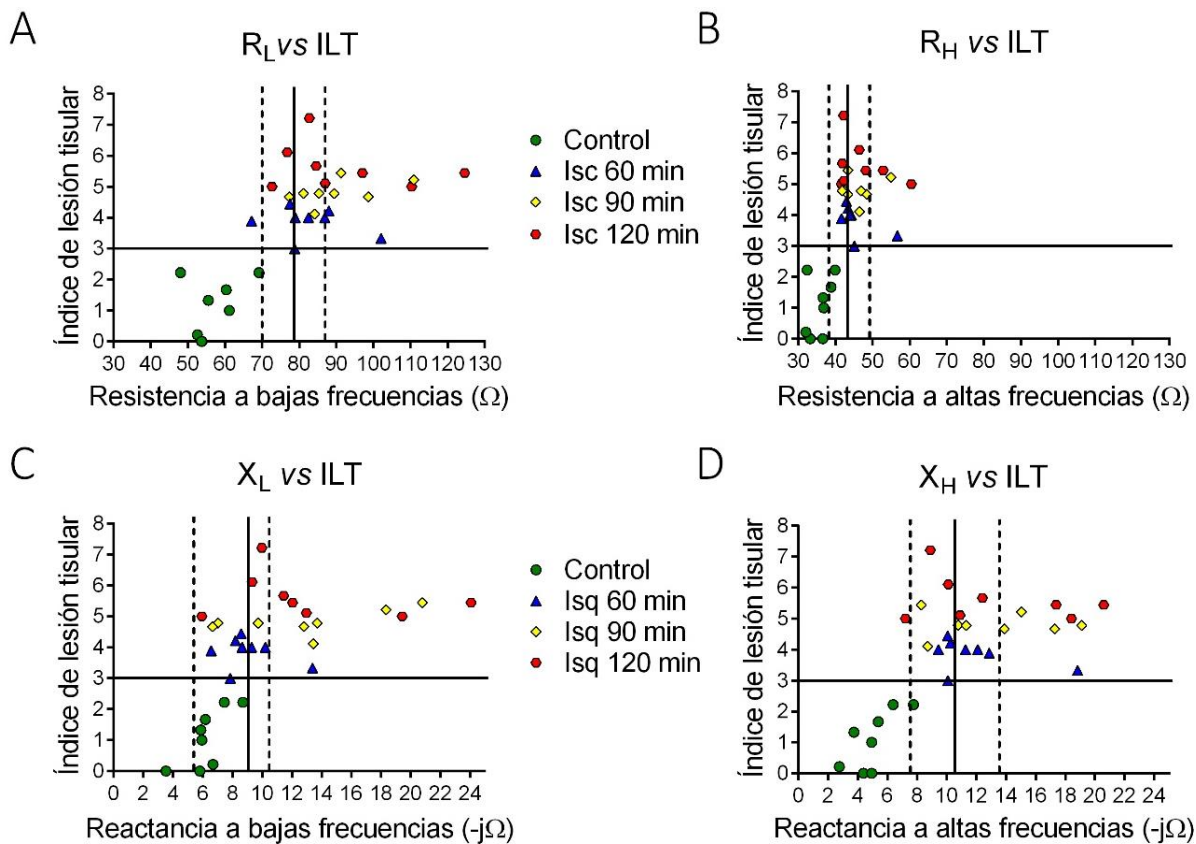 A
R_L vs ILT
Índice de lesión tisular
8
7
6
5
4
3
2
1
0
30 40 50 60 70 80 90 100 110 120 130
Resistencia a bajas frecuencias (Ω)
Control
Isc 60 min
Isc 90 min
Isc 120 min
B
R_H vs ILT
Índice de lesión tisular
8
7
6
5
4
3
2
1
0
30 40 50 60 70 80 90 100 110 120 130
Resistencia a altas frecuencias (Ω)
C
X_L vs ILT
Índice de lesión tisular
8
7
6
5
4
3
2
1
0
0 2 4 6 8 10 12 14 16 18 20 22 24
Reactancia a bajas frecuencias (-jΩ)
Control
Isq 60 min
Isq 90 min
Isq 120 min
D
X_H vs ILT
Índice de lesión tisular
8
7
6
5
4
3
2
1
0
0 2 4 6 8 10 12 14 16 18 20 22 24
Reactancia a altas frecuencias (-jΩ)